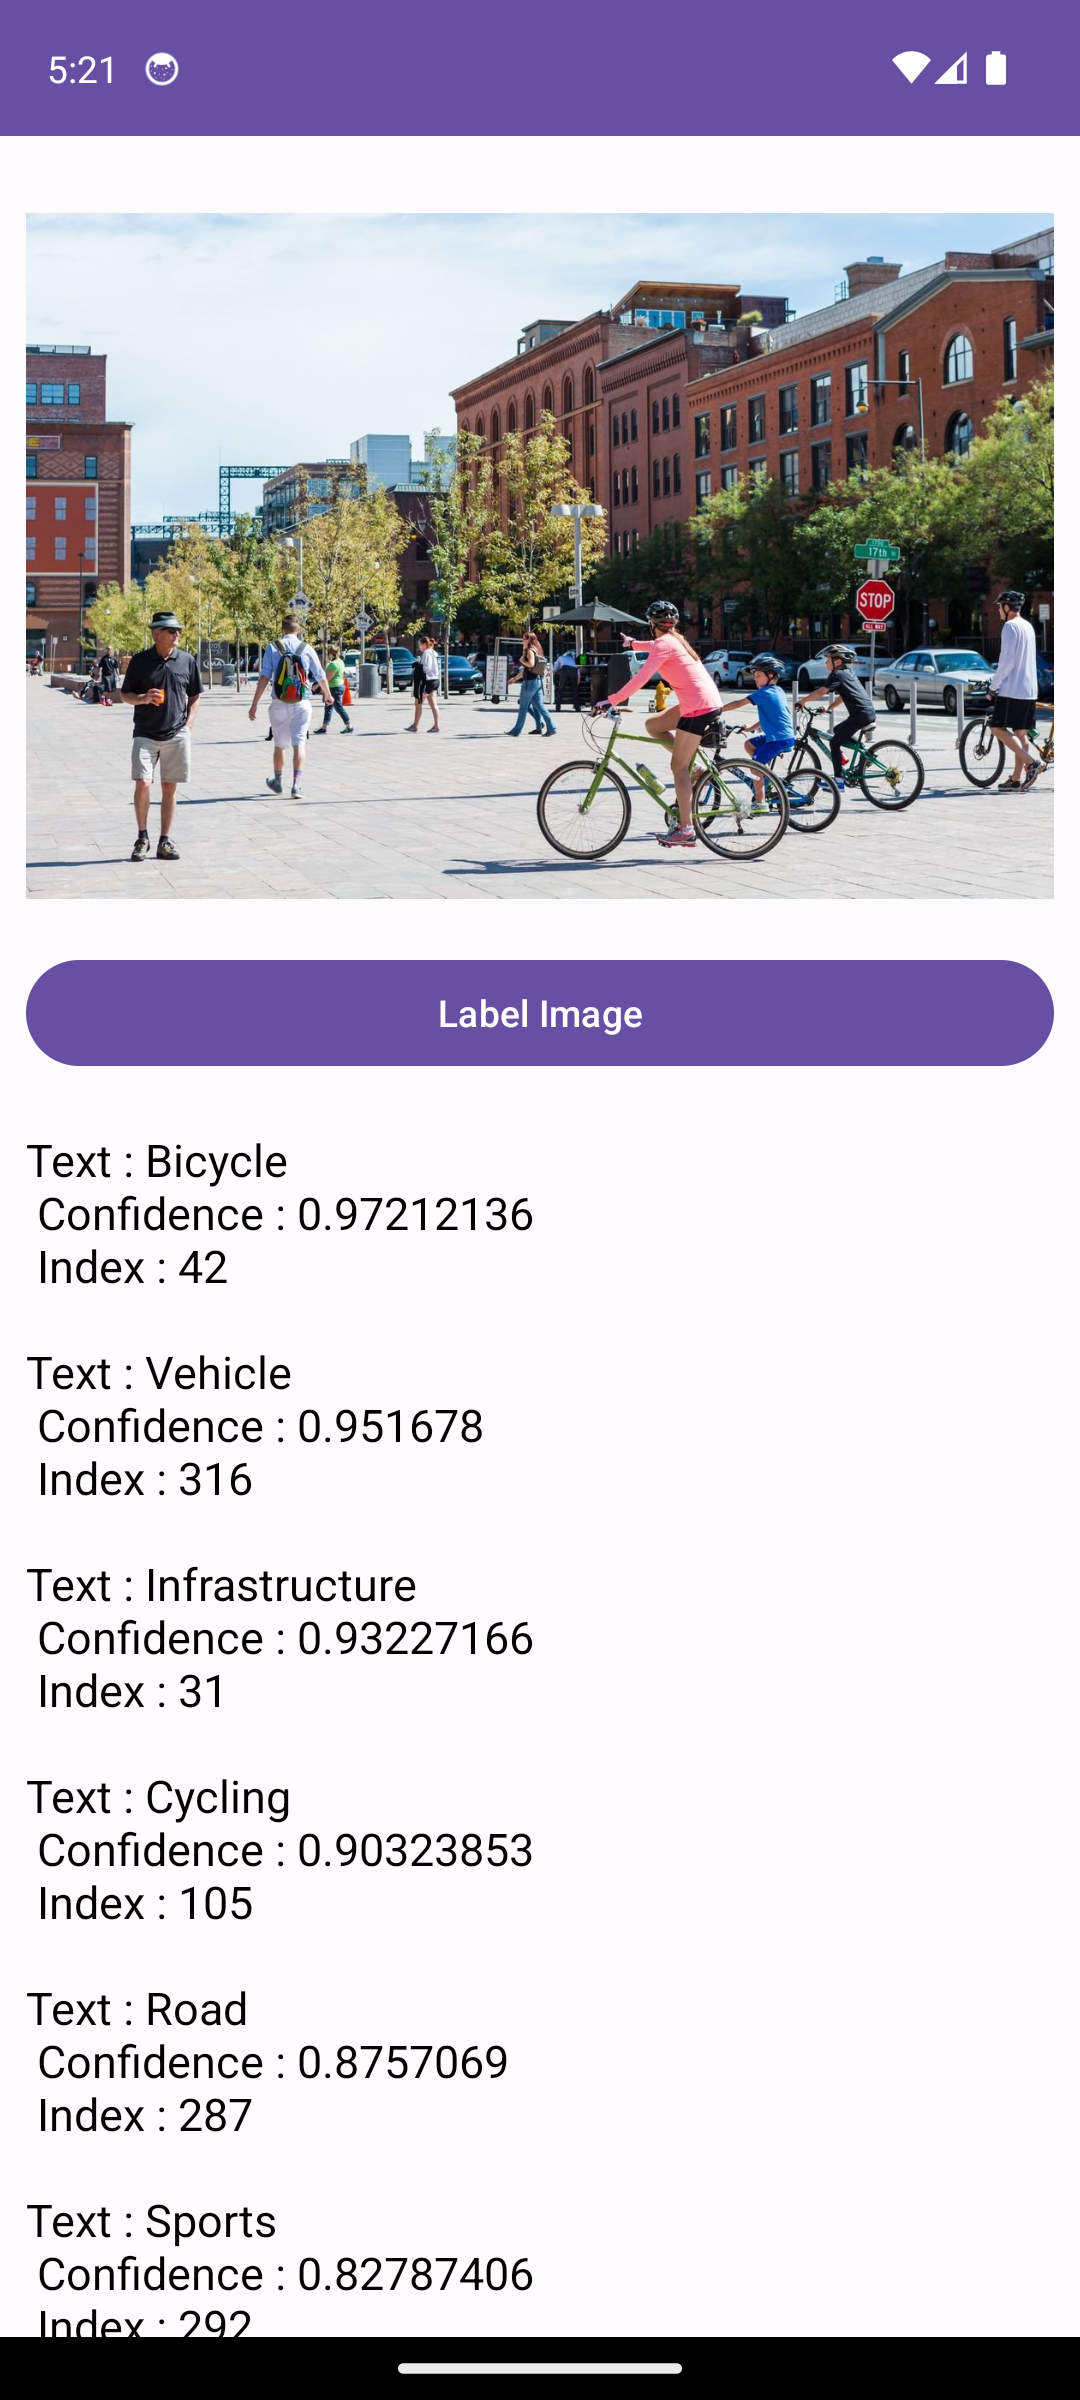 5:21
17th
STOP
ALL WAY
Label Image
Text : Bicycle
Confidence : 0.97212136
Index : 42
Text : Vehicle
Confidence : 0.951678
Index : 316
Text : Infrastructure
Confidence : 0.93227166
Index : 31
Text : Cycling
Confidence : 0.90323853
Index : 105
Text : Road
Confidence : 0.8757069
Index : 287
Text : Sports
Confidence : 0.82787406
Index : 292